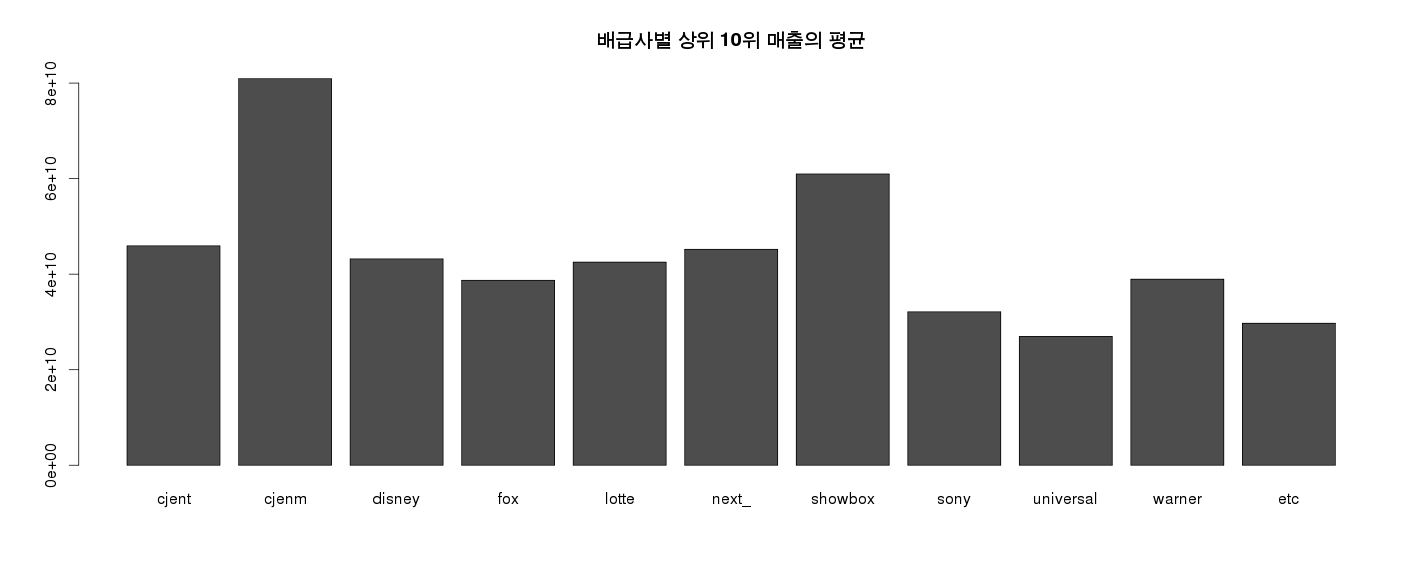 배급사별 상위 10위 매출의 평균
8e+10
6e+10
4e+10
2e+10
0e+00
cjent cjenm disney fox lotte next_ showbox sony universal warner etc